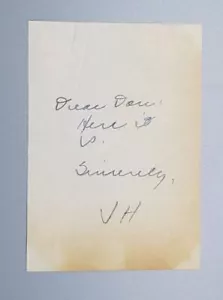 Dear Don:
Here it
is.
Sincerely,
JH